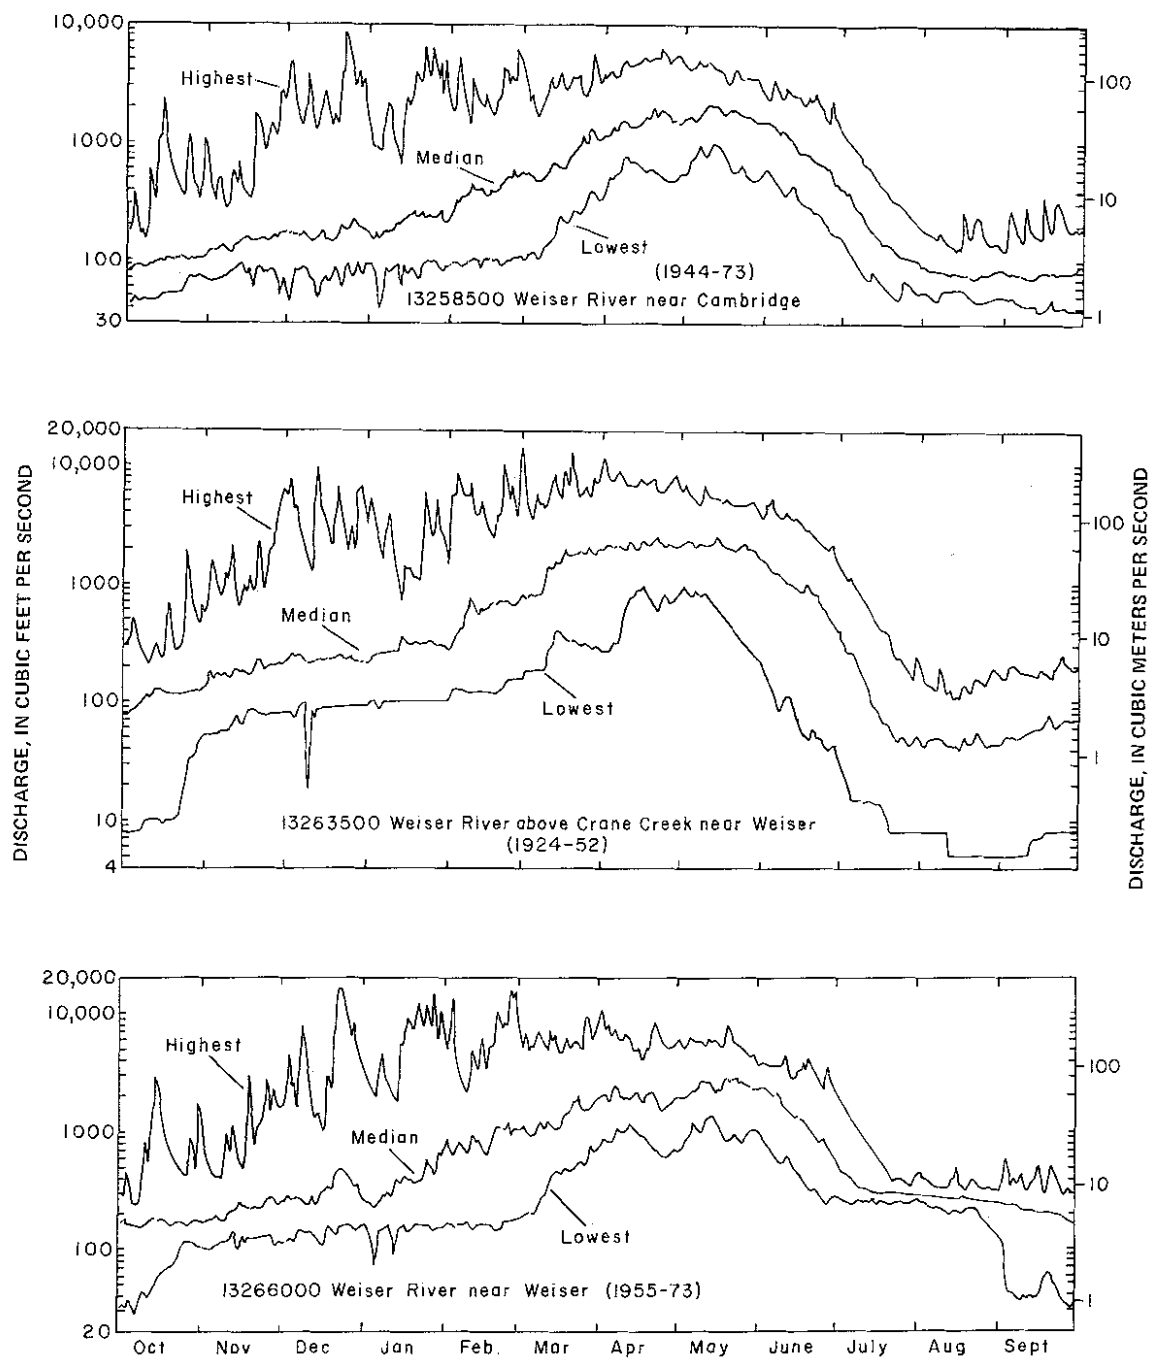 10,000
Highest
100
1000
Median
10
Lowest
100
(1944-73)
13258500 Weiser River near Cambridge
30
1
20,000
10,000
Highest
100
1000
Median
10
100
Lowest
1
10
13263500 Weiser River above Crane Creek near Weiser
(1924-52)
4
DISCHARGE, IN CUBIC FEET PER SECOND
DISCHARGE, IN CUBIC METERS PER SECOND
20,000
10,000
Highest
100
1000
Median
10
Lowest
100
13266000 Weiser River near Weiser (1955-73)
1
20
Oct Nov Dec Jan Feb. Mar Apr May June July Aug Sept